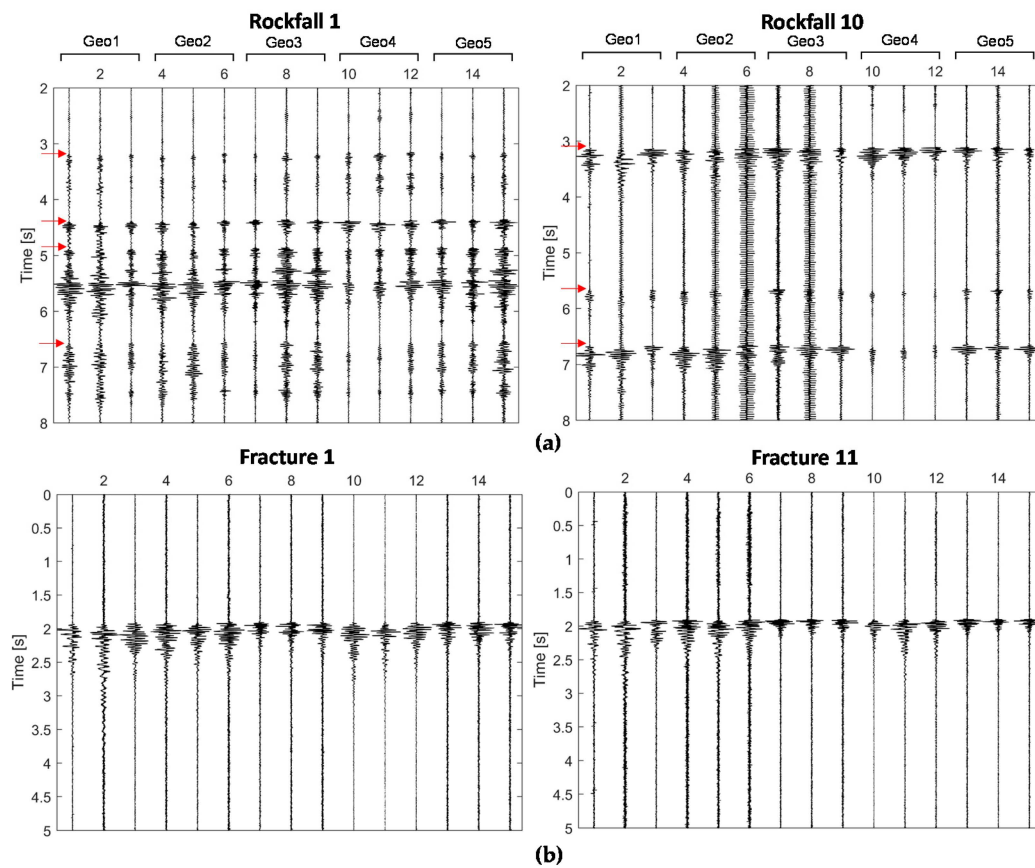 Rockfall 1
Geo1 Geo2 Geo3 Geo4 Geo5
2 4 6 8 10 12 14
2
3
4
5
6
7
8
Time [s]
Rockfall 10
Geo1 Geo2 Geo3 Geo4 Geo5
2 4 6 8 10 12 14
2
3
4
5
6
7
8
Time [s]
(a)
Fracture 1
2 4 6 8 10 12 14
0
0.5
1
1.5
2
2.5
3
3.5
4
4.5
5
Time [s]
Fracture 11
2 4 6 8 10 12 14
0
0.5
1
1.5
2
2.5
3
3.5
4
4.5
5
Time [s]
(b)